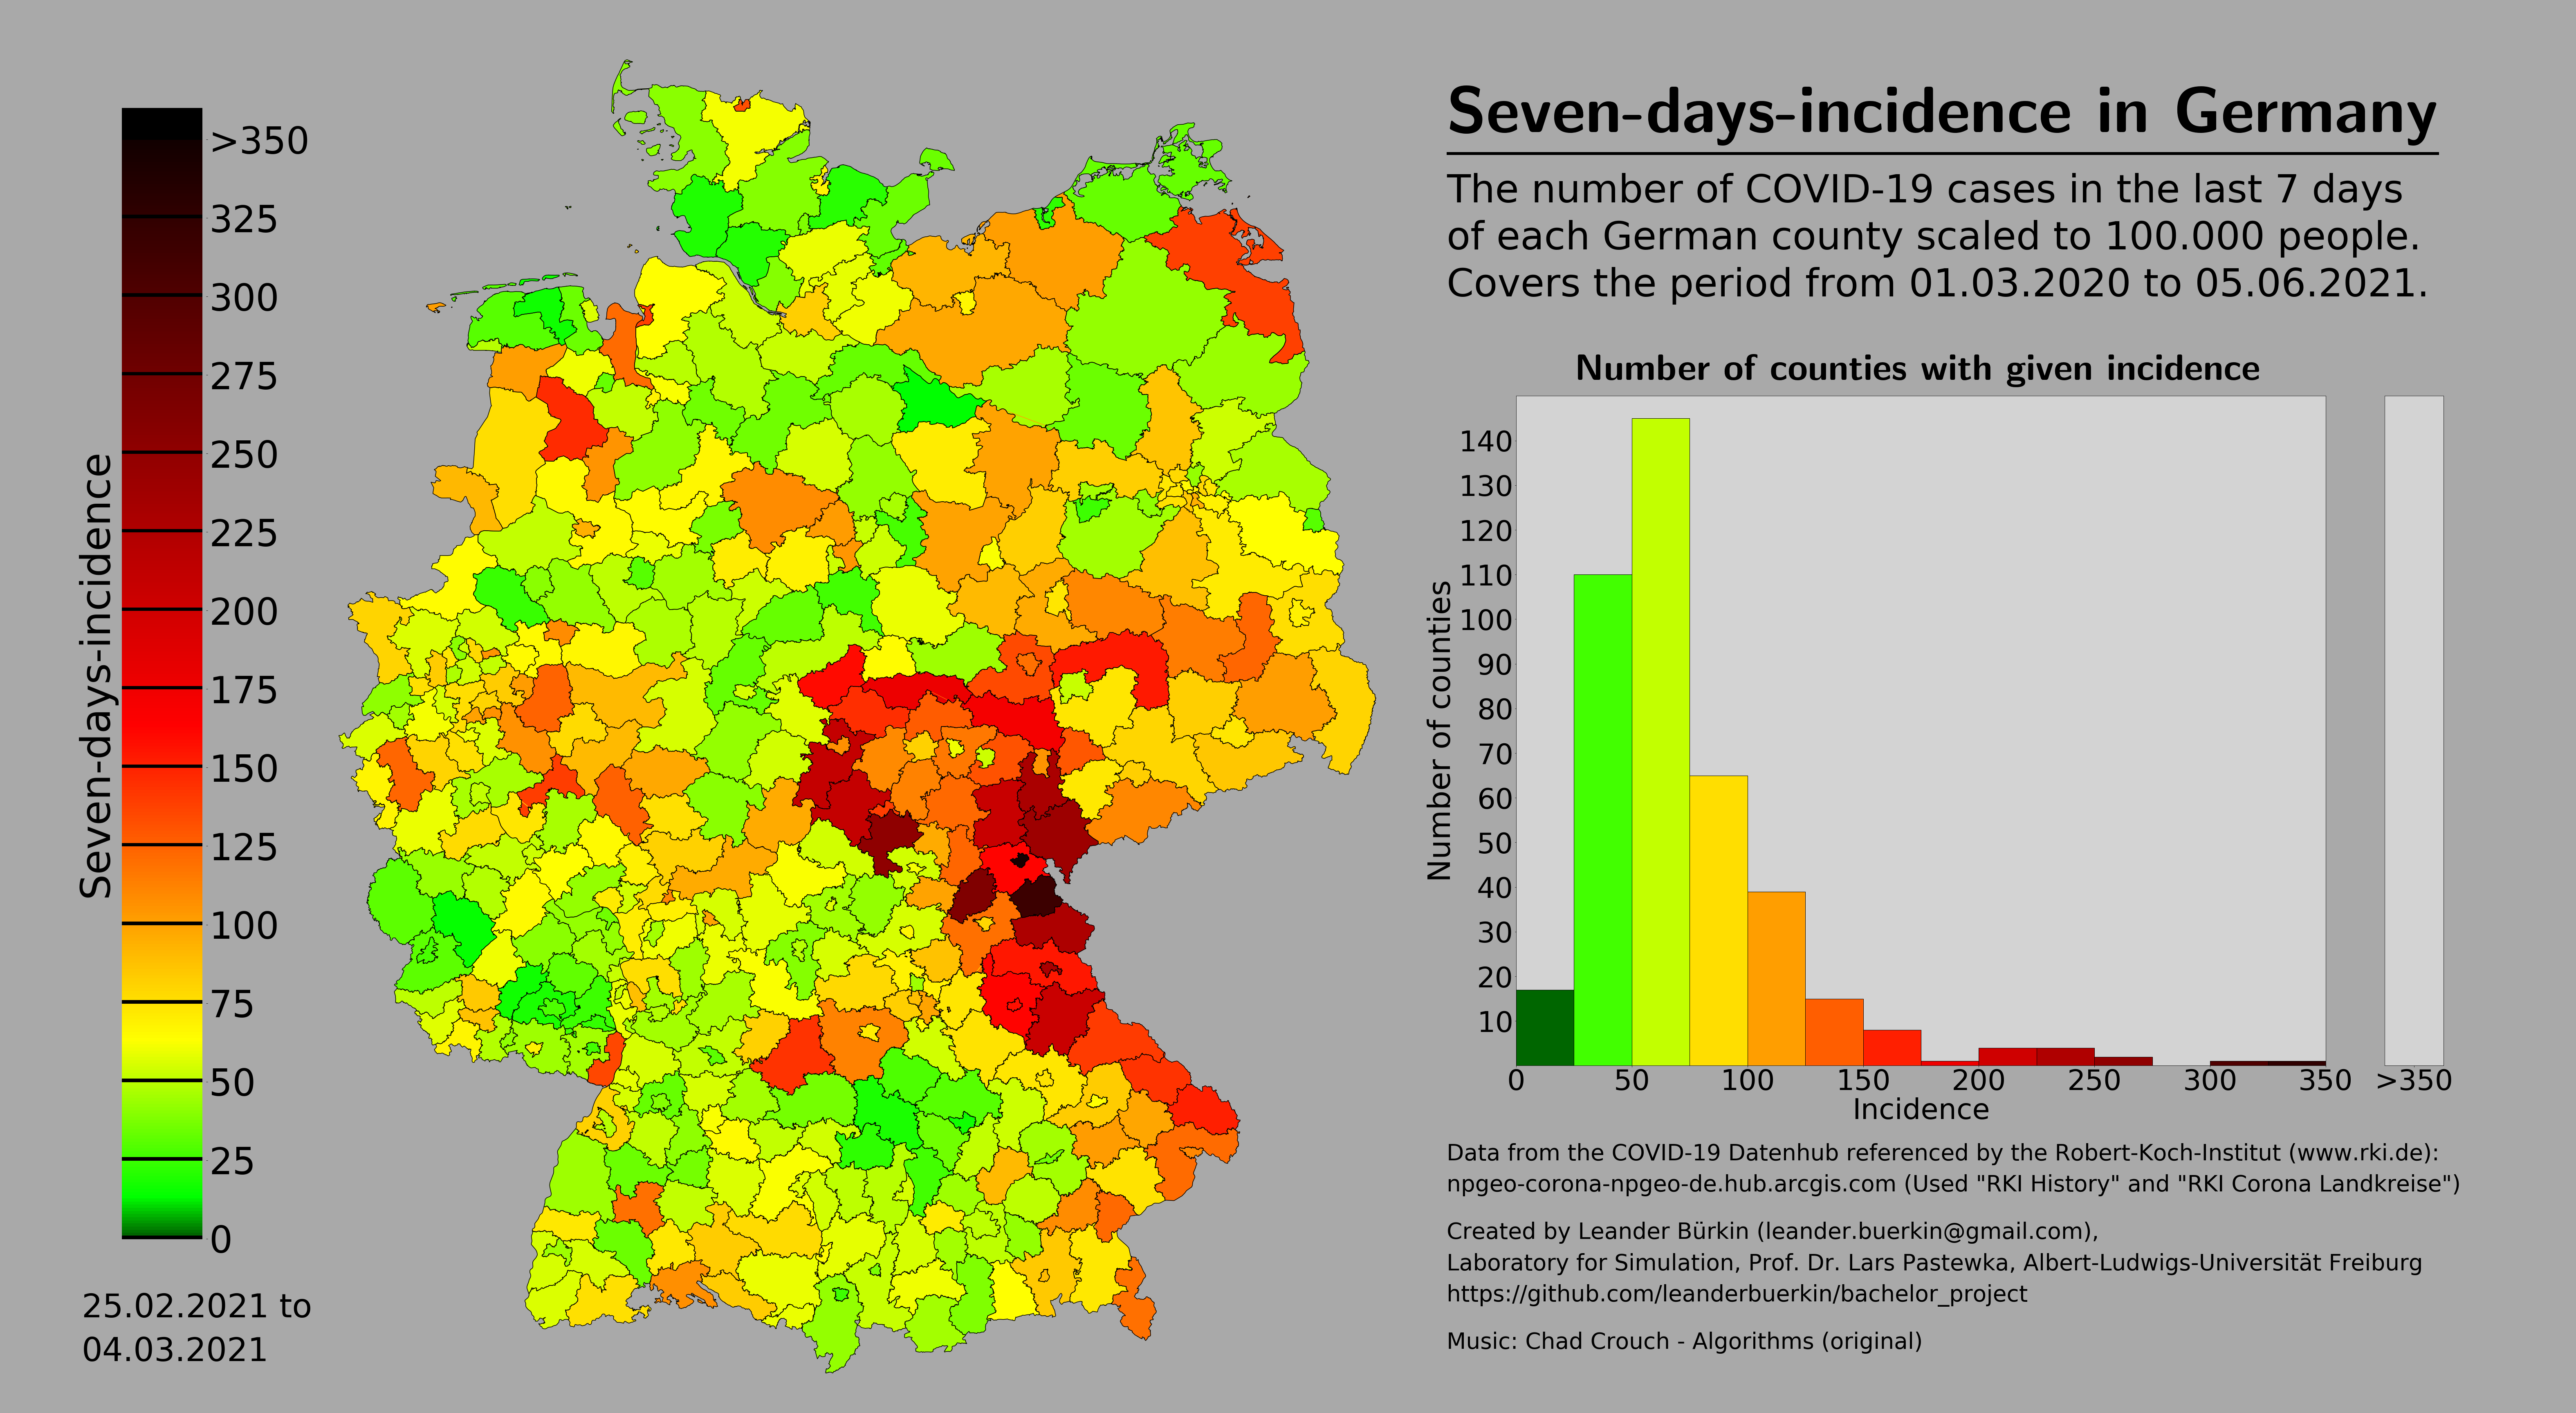 Seven-days-incidence in Germany
The number of COVID-19 cases in the last 7 days
of each German county scaled to 100.000 people.
Covers the period from 01.03.2020 to 05.06.2021.
Seven-days-incidence
>350
325
300
275
250
225
200
175
150
125
100
75
50
25
0
25.02.2021 to
04.03.2021
Number of counties with given incidence
Number of counties
140
130
120
110
100
90
80
70
60
50
40
30
20
10
0 50 100 150 200 250 300 350 >350
Incidence
Data from the COVID-19 Datenhub referenced by the Robert-Koch-Institut (www.rki.de):
npgeo-corona-npgeo-de.hub.arcgis.com (Used "RKI History" and "RKI Corona Landkreise")
Created by Leander Bürkin (leander.buerkin@gmail.com),
Laboratory for Simulation, Prof. Dr. Lars Pastewka, Albert-Ludwigs-Universität Freiburg
https://github.com/leanderbuerkin/bachelor_project
Music: Chad Crouch - Algorithms (original)